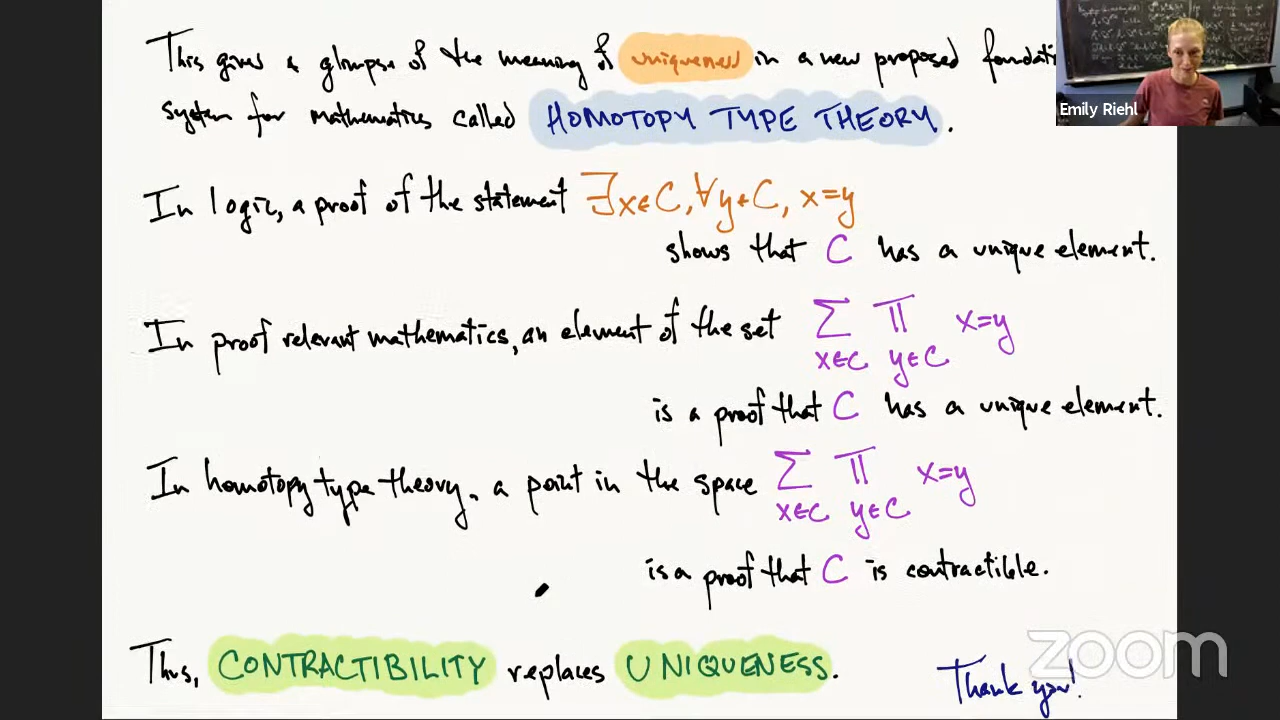 This gives a glimpse of the meaning of uniqueness in a new proposed foundati
system for mathematics called HOMOTOPY TYPE THEORY.
Emily Riehl
In logic, a proof of the statement ∃x∈C, ∀y∈C, x=y
shows that C has a unique element.
In proof relevant mathematics, an element of the set ∑ ∏ x=y
x∈C y∈C
is a proof that C has a unique element.
In homotopy type theory, a point in the space ∑ ∏ x=y
x∈C y∈C
is a proof that C is contractible.
Thus, CONTRACTIBILITY replaces UNIQUENESS.
Thank you!
zoom